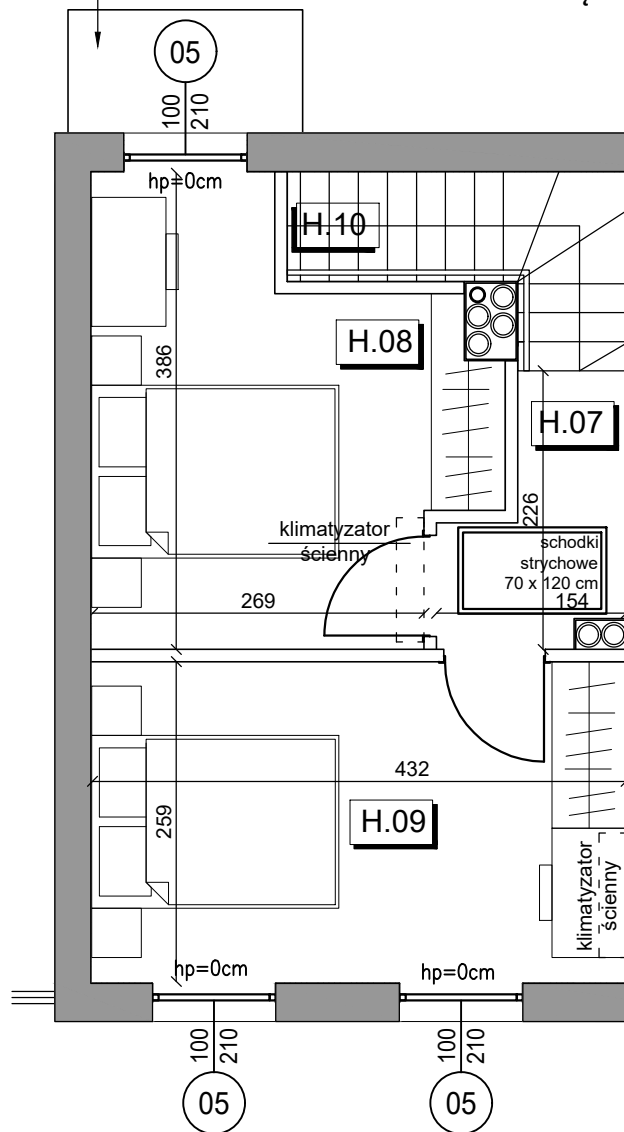 05
100
210
hp=0cm
H.10
H.08
386
H.07
226
klimatyzator
ścienny
schodki
strychowe
70 x 120 cm
269
154
432
259
H.09
klimatyzator
ścienny
hp=0cm
hp=0cm
100
210
100
210
05
05